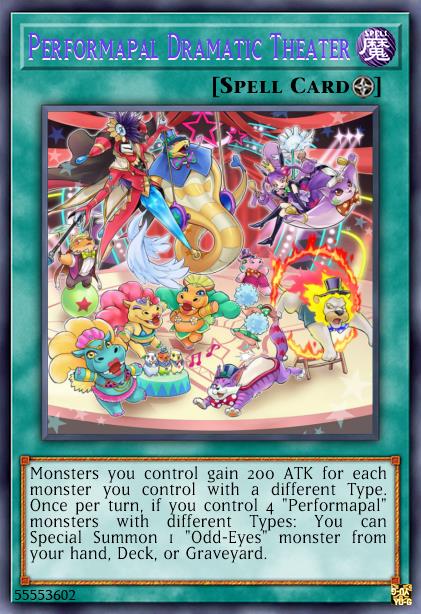 Performapal Dramatic Theater
SPELL
魔
[Spell Card]
Monsters you control gain 200 ATK for each
monster you control with a different Type.
Once per turn, if you control 4 "Performapal"
monsters with different Types: You can
Special Summon 1 "Odd-Eyes" monster from
your hand, Deck, or Graveyard.
55553602